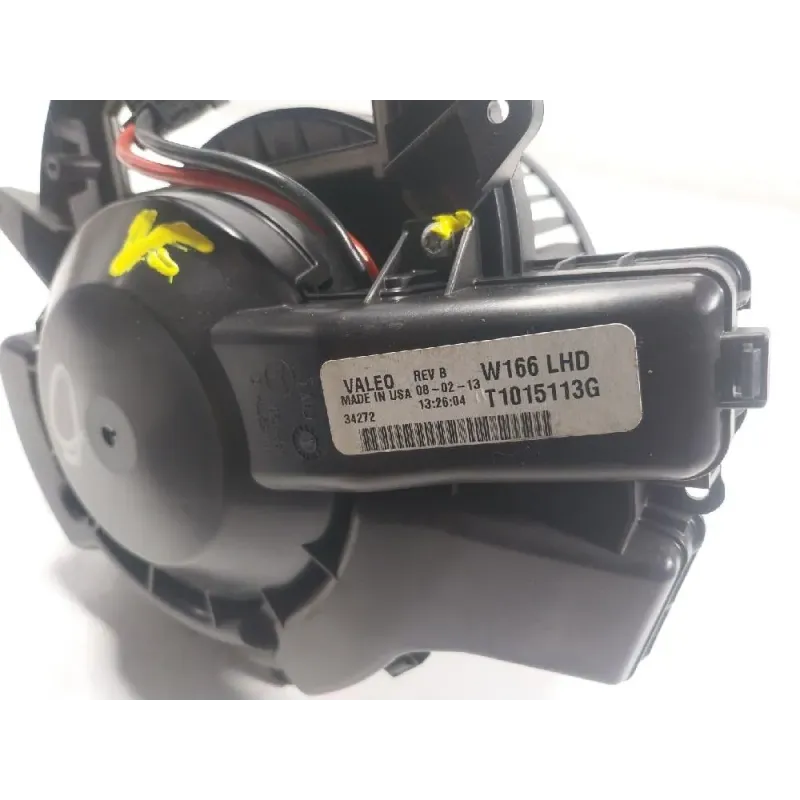 VALEO REV B W166 LHD
MADE IN USA 08-02-13
13:26:04 T1015113G
34272